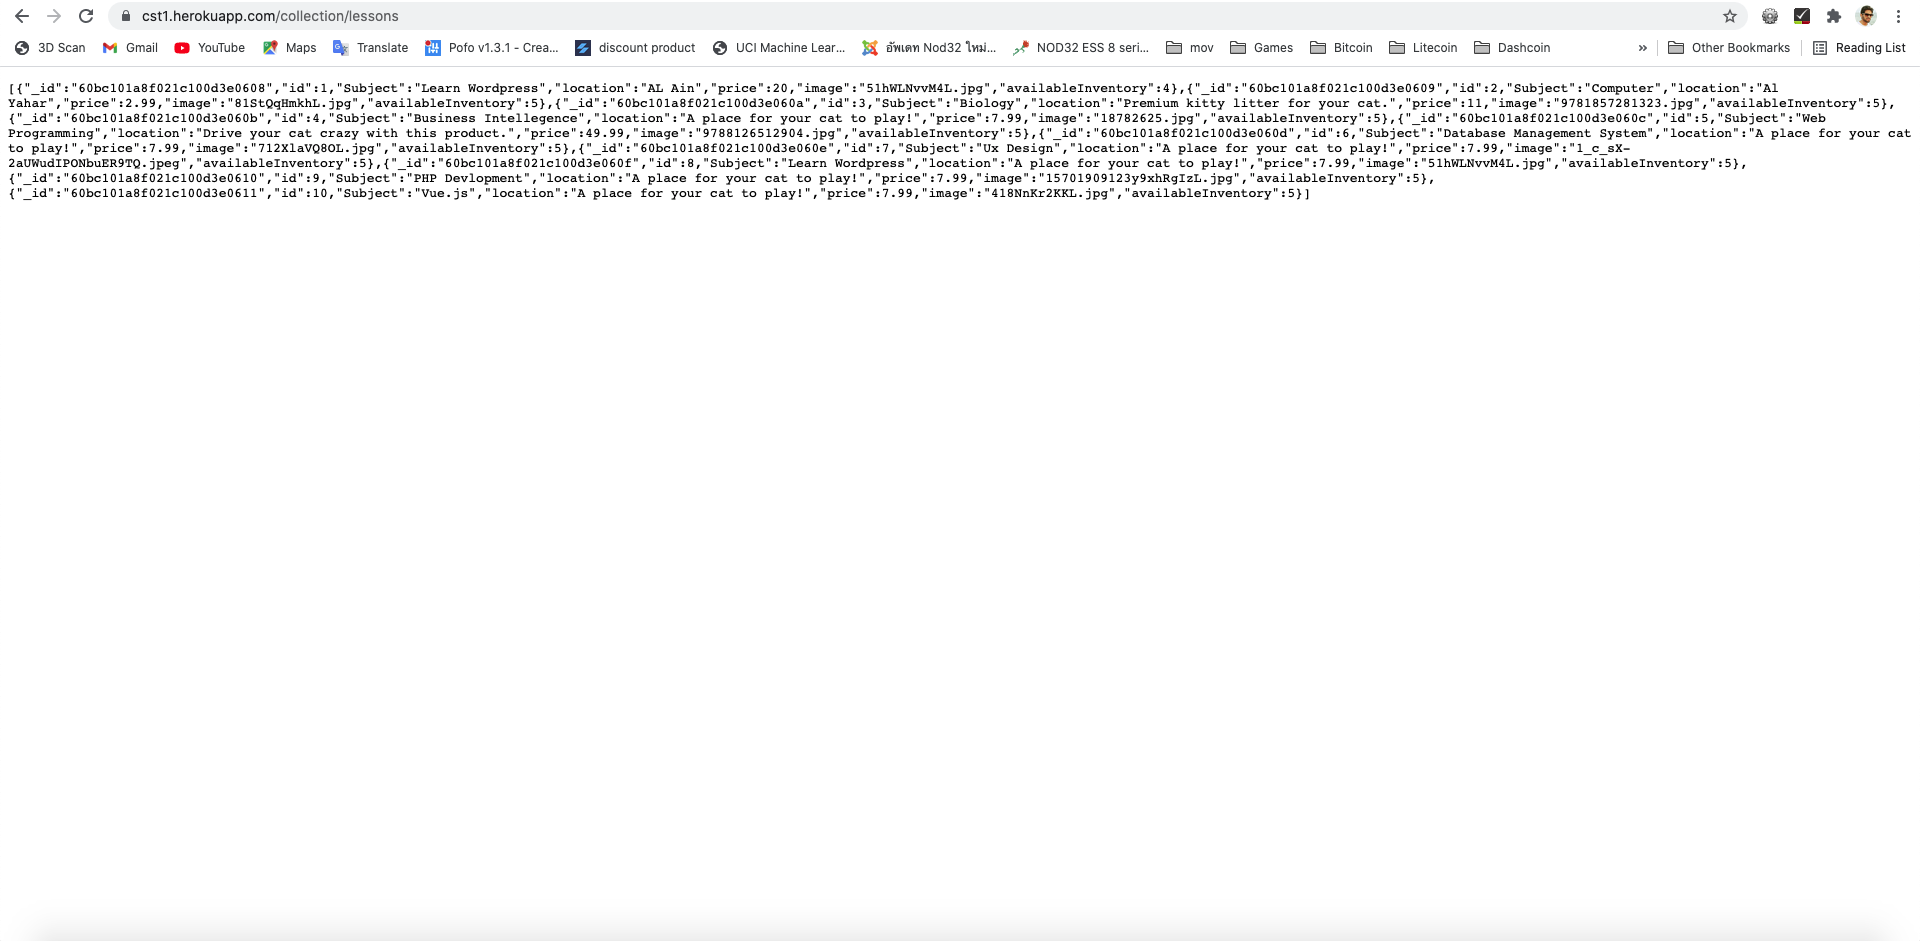 cst1.herokuapp.com/collection/lessons
3D Scan Gmail YouTube Maps Translate Pofo v1.3.1 - Crea... discount product UCI Machine Lear... อัพเดท Nod32 ใหม่... NOD32 ESS 8 seri... mov Games Bitcoin Litecoin Dashcoin » Other Bookmarks Reading List
[{"_id":"60bc101a8f021c100d3e0608","id":1,"Subject":"Learn Wordpress","location":"AL Ain","price":20,"image":"51hWLNvvM4L.jpg","availableInventory":4},{"_id":"60bc101a8f021c100d3e0609","id":2,"Subject":"Computer","location":"Al
Yahar","price":2.99,"image":"81StQqHmkhL.jpg","availableInventory":5},{"_id":"60bc101a8f021c100d3e060a","id":3,"Subject":"Biology","location":"Premium kitty litter for your cat.","price":11,"image":"9781857281323.jpg","availableInventory":5},
{"_id":"60bc101a8f021c100d3e060b","id":4,"Subject":"Business Intellegence","location":"A place for your cat to play!","price":7.99,"image":"18782625.jpg","availableInventory":5},{"_id":"60bc101a8f021c100d3e060c","id":5,"Subject":"Web
Programming","location":"Drive your cat crazy with this product.","price":49.99,"image":"9788126512904.jpg","availableInventory":5},{"_id":"60bc101a8f021c100d3e060d","id":6,"Subject":"Database Management System","location":"A place for your cat
to play!","price":7.99,"image":"712XlaVQ8OL.jpg","availableInventory":5},{"_id":"60bc101a8f021c100d3e060e","id":7,"Subject":"Ux Design","location":"A place for your cat to play!","price":7.99,"image":"1_c_sX-
2aUWudIPONbuER9TQ.jpeg","availableInventory":5},{"_id":"60bc101a8f021c100d3e060f","id":8,"Subject":"Learn Wordpress","location":"A place for your cat to play!","price":7.99,"image":"51hWLNvvM4L.jpg","availableInventory":5},
{"_id":"60bc101a8f021c100d3e0610","id":9,"Subject":"PHP Devlopment","location":"A place for your cat to play!","price":7.99,"image":"15701909123y9xhRgIzL.jpg","availableInventory":5},
{"_id":"60bc101a8f021c100d3e0611","id":10,"Subject":"Vue.js","location":"A place for your cat to play!","price":7.99,"image":"418NnKr2KKL.jpg","availableInventory":5}]